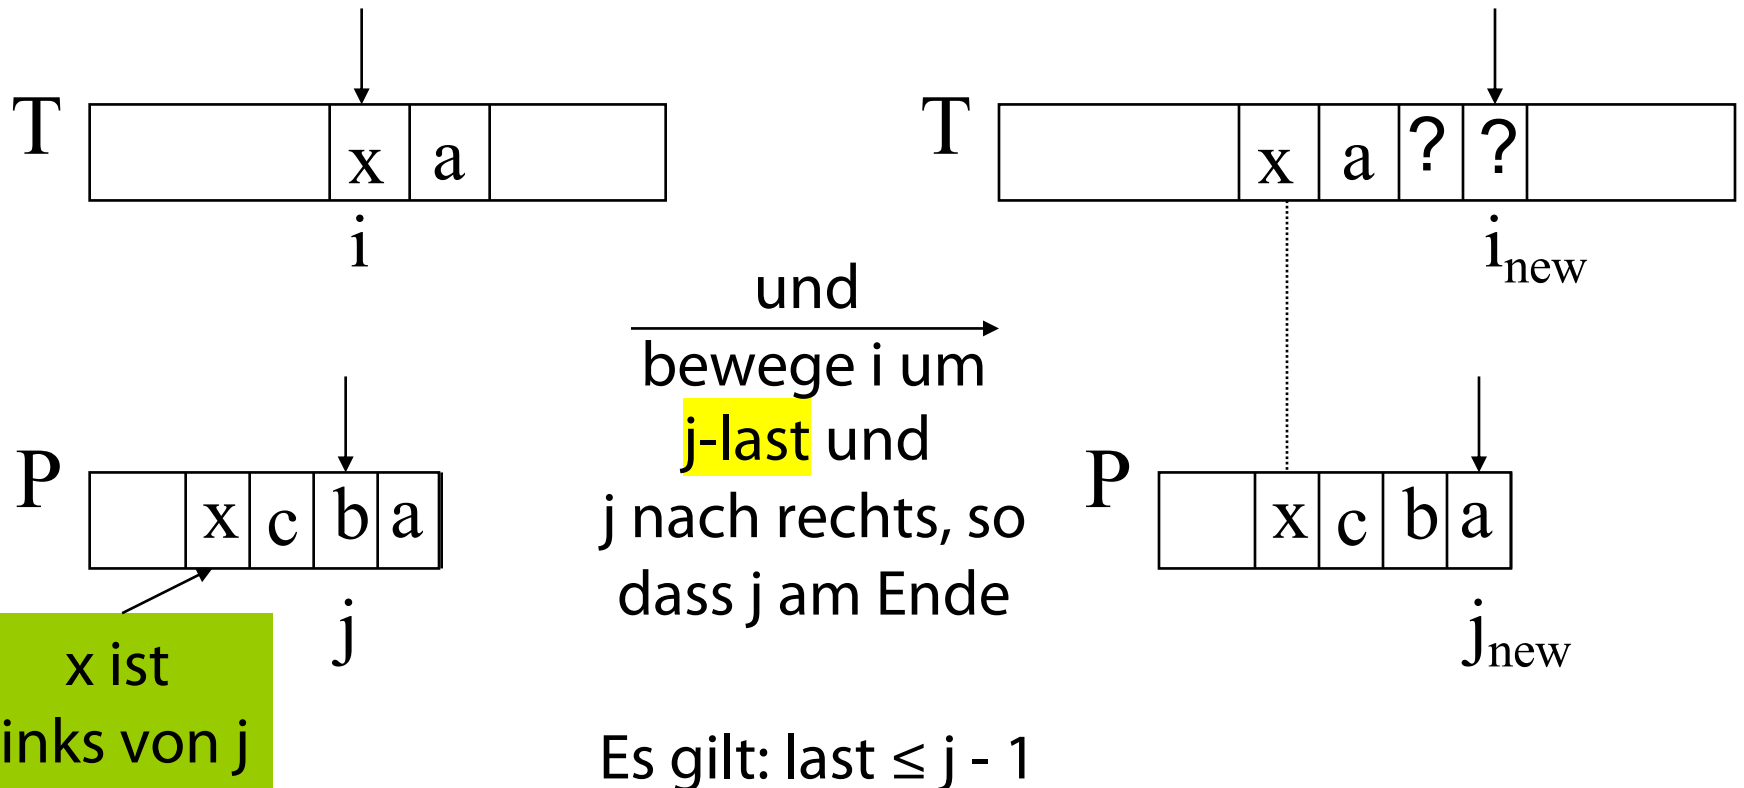 T x a
i
T x a ? ?
i new
und
bewege i um
j-last und
j nach rechts, so
dass j am Ende
P x c b a
j
P x c b a
j new
x ist
inks von j
Es gilt: last ≤ j - 1